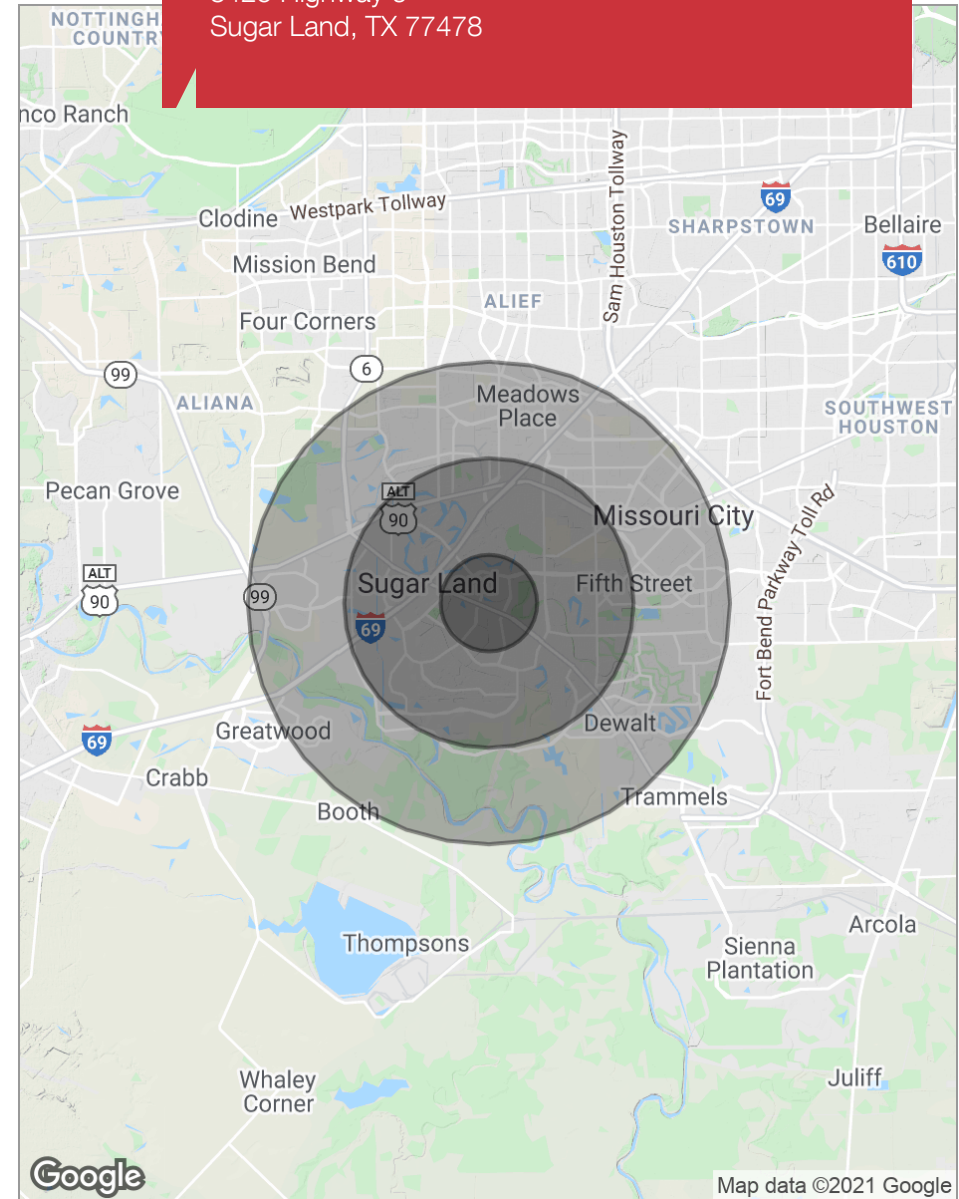 Sugar Land, TX 77478
NOTTINGH
COUNTR
nco Ranch
Clodine
Westpark Tollway
Sam Houston Tollway
69
SHARPSTOWN
Bellaire
610
Mission Bend
ALIEF
Four Corners
6
99
ALIANA
Meadows
Place
SOUTHWEST
HOUSTON
Pecan Grove
ALT
90
Missouri City
Fort Bend Parkway Toll Rd
ALT
90
99
Sugar Land
Fifth Street
69
Greatwood
Dewalt
69
Crabb
Booth
Trammels
Thompsons
Sienna
Plantation
Arcola
Whaley
Corner
Juliff
Google
Map data ©2021 Google